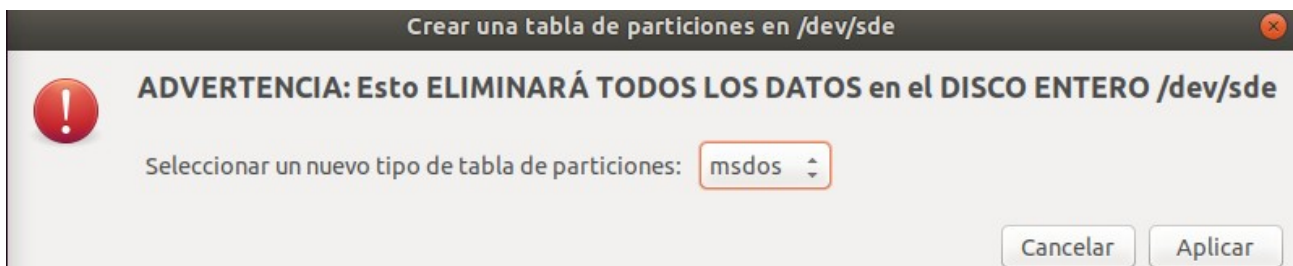 Crear una tabla de particiones en /dev/sde
ADVERTENCIA: Esto ELIMINARÁ TODOS LOS DATOS en el DISCO ENTERO /dev/sde
Seleccionar un nuevo tipo de tabla de particiones: msdos
Cancelar Aplicar